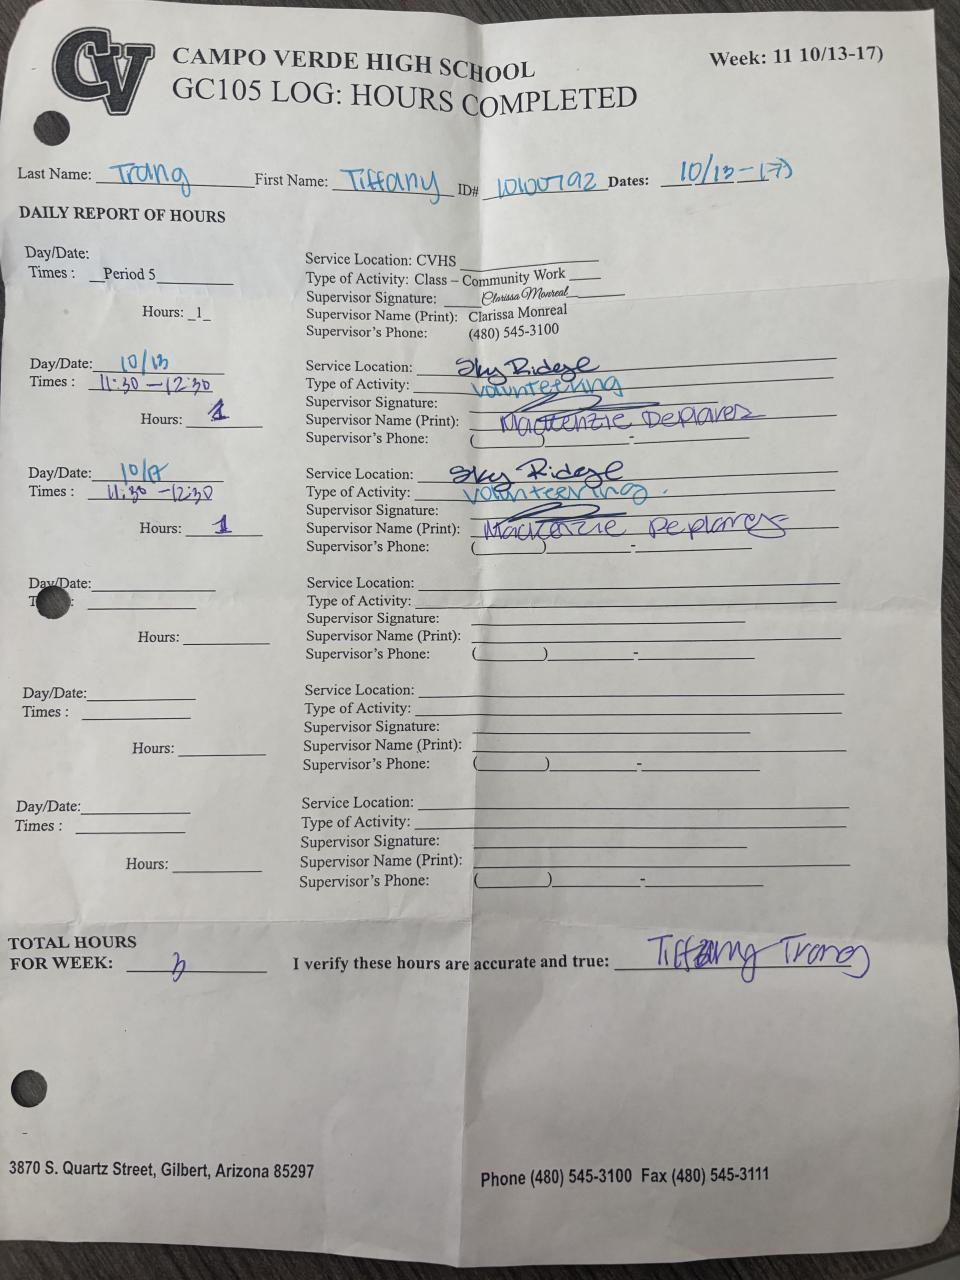 CV
CAMPO VERDE HIGH SCHOOL
Week: 11 10/13-17)
GC105 LOG: HOURS COMPLETED
Last Name: Trang First Name: Tiffany ID# 10100792 Dates: 10/13-17)
DAILY REPORT OF HOURS
Day/Date:
Times : __Period 5
Hours: _1_
Service Location: CVHS
Type of Activity: Class – Community Work
Supervisor Signature: Clarissa Monreal
Supervisor Name (Print): Clarissa Monreal
Supervisor's Phone: (480) 545-3100
Day/Date: 10/13
Times : 11:30 -12:30
Hours: 1
Service Location: Sky Ridege
Type of Activity: Volunteering
Supervisor Signature:
Supervisor Name (Print): Mackenzie
Supervisor's Phone: ( ) -
Day/Date: 10/17
Times : 11:30 -12:30
Hours: 1
Service Location: Sky Ridege
Type of Activity: Volunteering.
Supervisor Signature:
Supervisor Name (Print): Mackenzie
Supervisor's Phone: ( ) -
Day/Date:
Hours:
Service Location:
Type of Activity:
Supervisor Signature:
Supervisor Name (Print):
Supervisor's Phone: ( ) -
Day/Date:
Times :
Hours:
Service Location:
Type of Activity:
Supervisor Signature:
Supervisor Name (Print):
Supervisor's Phone: ( ) -
Day/Date:
Times :
Hours:
Service Location:
Type of Activity:
Supervisor Signature:
Supervisor Name (Print):
Supervisor's Phone: ( ) -
TOTAL HOURS
FOR WEEK: 3 I verify these hours are accurate and true: Tiffany Trang
3870 S. Quartz Street, Gilbert, Arizona 85297
Phone (480) 545-3100 Fax (480) 545-3111